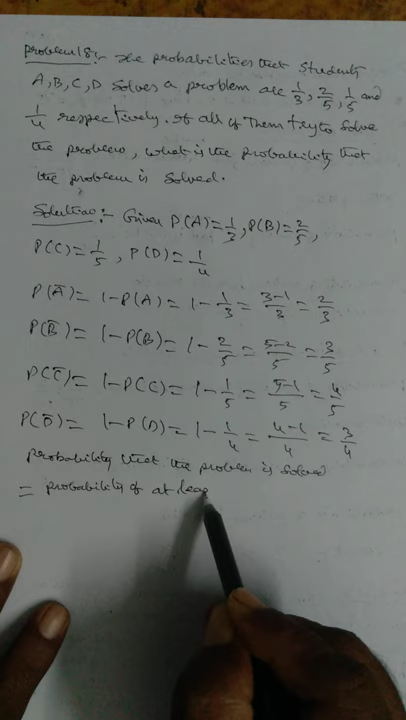 Problem 18:- The probabilities that students
A, B, C, D solves a problem are 1/3, 2/5, 1/5 and
1/4 respectively. If all of them try to solve
the problem, what is the probability that
the problem is solved.
Solution:- Given P(A)=1/3, P(B)=2/5,
P(C)=1/5, P(D)=1/4
P(A̅)= 1-P(A)= 1-1/3= (3-1)/3= 2/3
P(B̅)= 1-P(B)= 1-2/5= (5-2)/5= 3/5
P(C̅)= 1-P(C)= 1-1/5= (5-1)/5= 4/5
P(D̅)= 1-P(D)= 1-1/4= (4-1)/4= 3/4
probability that the problem is solved
= probability of at leas